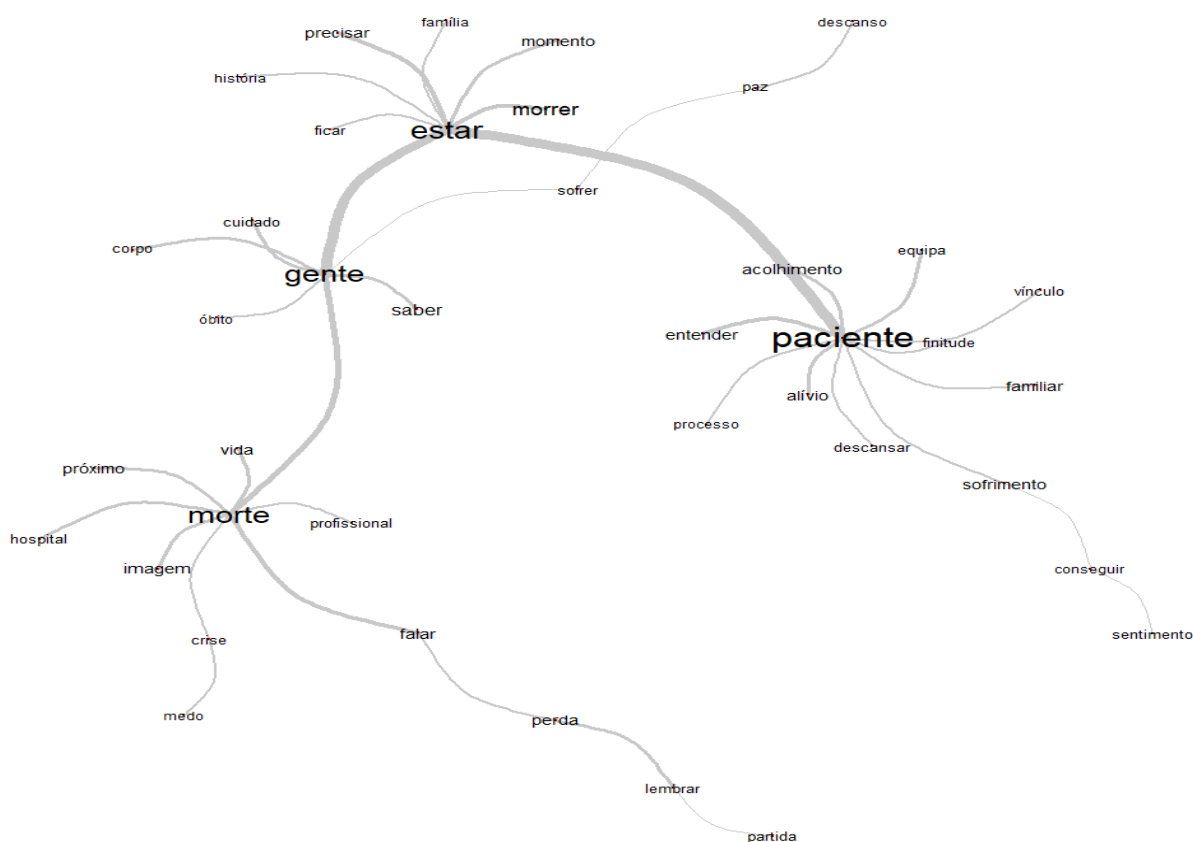 família
descanso
precisar
momento
história
paz
morrer
ficar
estar
sofrer
cuidado
corpo
equipa
acolhimento
gente
vínculo
saber
óbito
entender
paciente
finitude
familiar
alívio
processo
descansar
vida
próximo
sofrimento
morte
profissional
hospital
imagem
conseguir
falar
sentimento
crise
medo
perda
lembrar
partida